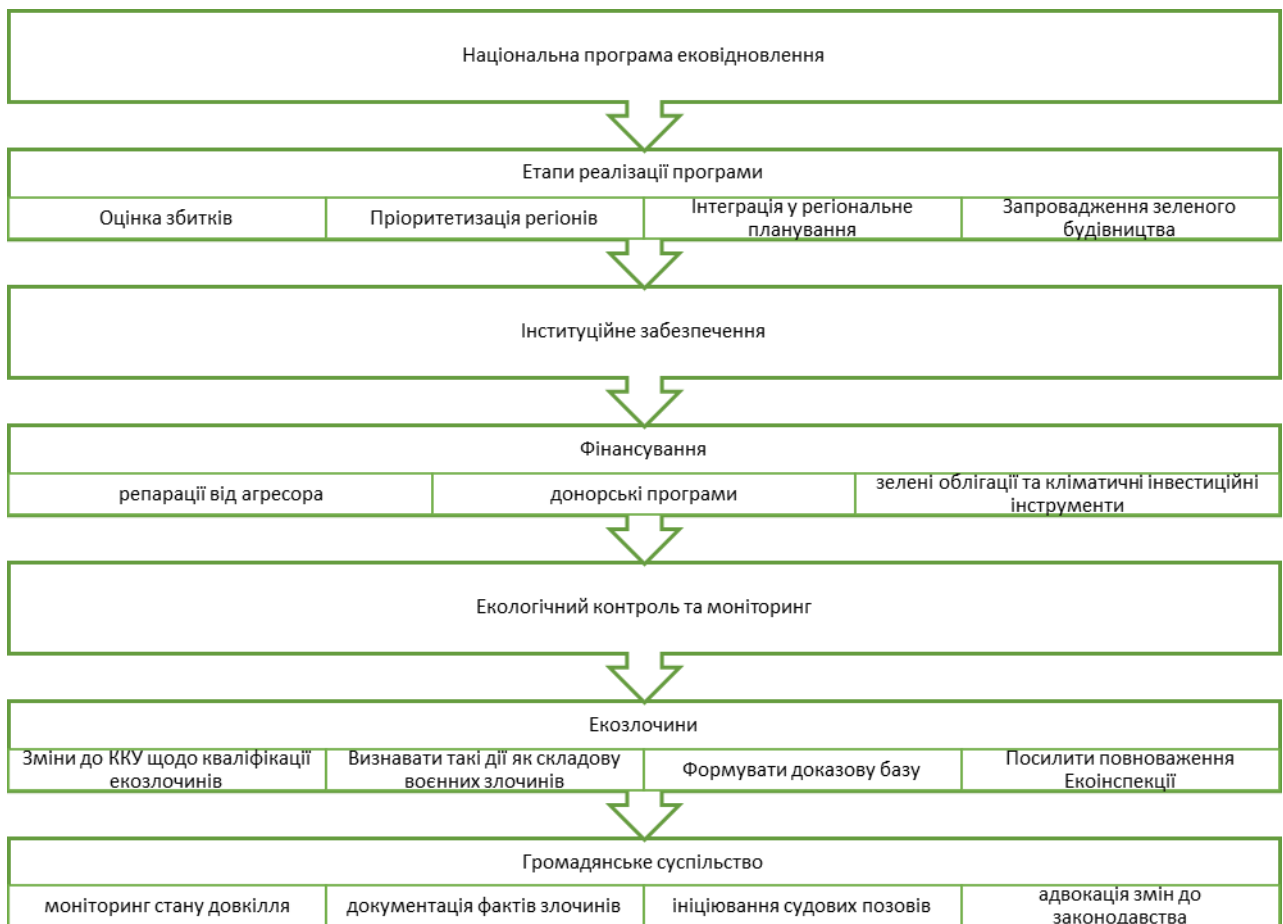 Національна програма ековідновлення
Етапи реалізації програми
Оцінка збитків
Пріоритетизація регіонів
Інтеграція у регіональне
планування
Запровадження зеленого
будівництва
Інституційне забезпечення
Фінансування
репарації від агресора
донорські програми
зелені облігації та кліматичні інвестиційні
інструменти
Екологічний контроль та моніторинг
Екозлочини
Зміни до ККУ щодо кваліфікації
екозлочинів
Визнавати такі дії як складову
воєнних злочинів
Формувати доказову базу
Посилити повноваження
Екоінспекції
Громадянське суспільство
моніторинг стану довкілля
документація фактів злочинів
ініціювання судових позовів
адвокація змін до
законодавства